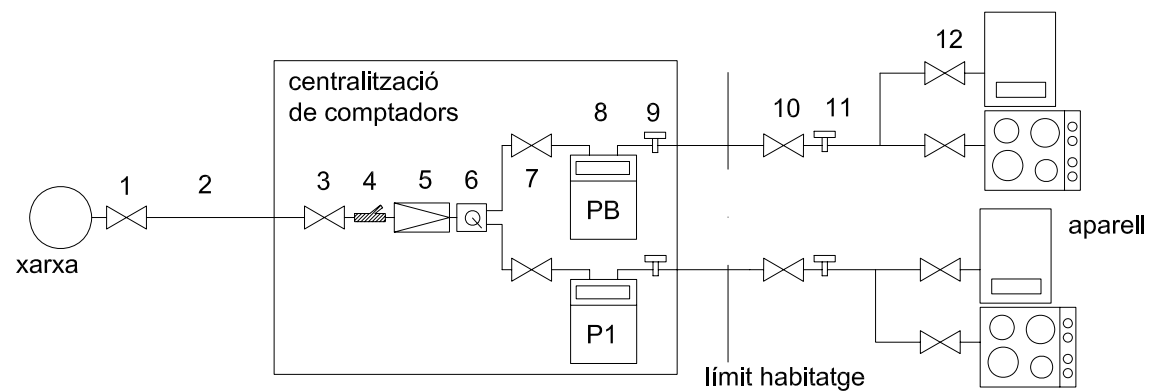 12
centralització
de comptadors
8
9
10
11
1
2
3
4
5
6
7
PB
xarxa
aparell
P1
límit habitatge